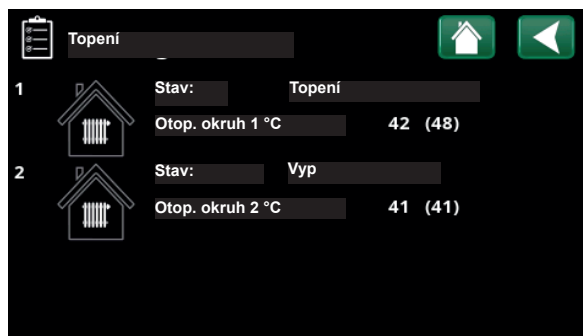 Topení
1
Stav: Topení
Otop. okruh 1 °C 42 (48)
2
Stav: Vyp
Otop. okruh 2 °C 41 (41)